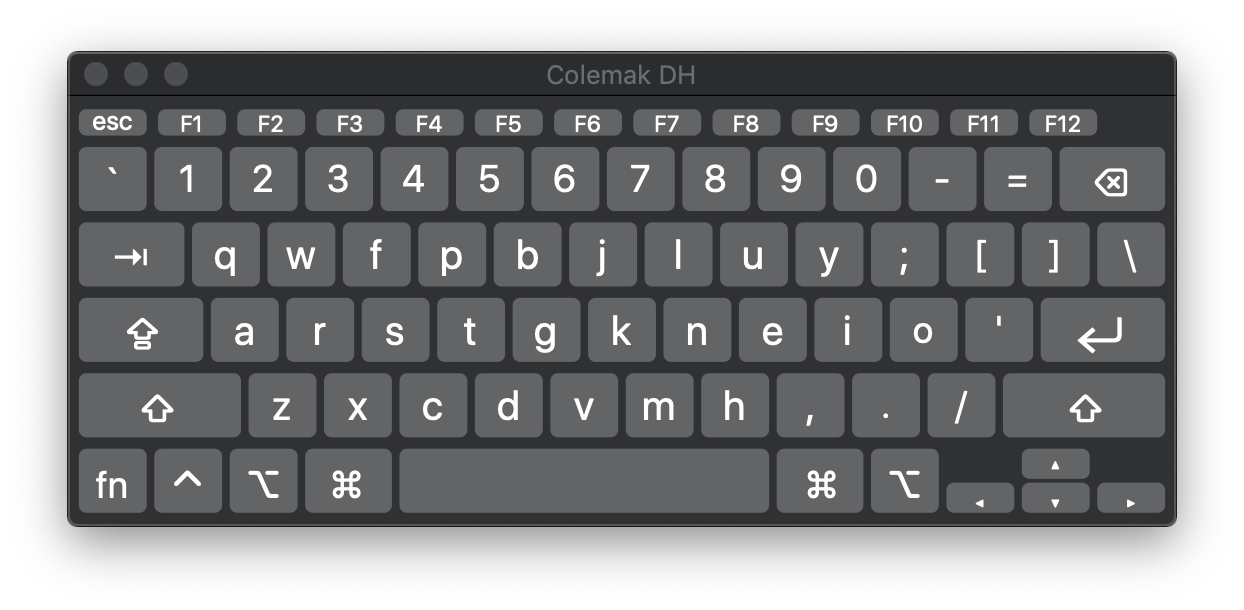 Colemak DH
esc F1 F2 F3 F4 F5 F6 F7 F8 F9 F10 F11 F12
` 1 2 3 4 5 6 7 8 9 0 - =
q w f p b j l u y ; [ ] \
a r s t g k n e i o '
z x c d v m h , . /
fn ^ ⌥ ⌘ ⌘ ⌥